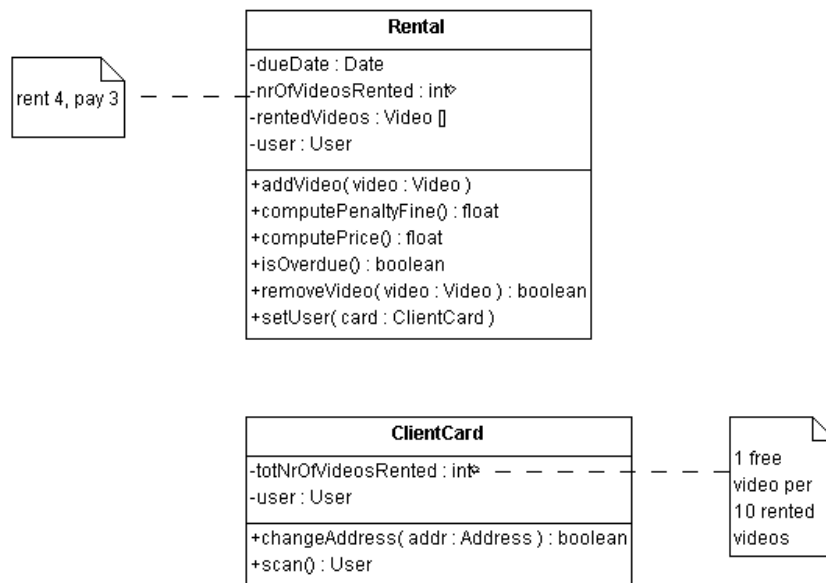 Rental
-dueDate : Date
rent 4, pay 3
-nrOfVideosRented : int
-rentedVideos : Video []
-user : User
+addVideo( video : Video )
+computePenaltyFine() : float
+computePrice() : float
+isOverdue() : boolean
+removeVideo( video : Video ) : boolean
+setUser( card : ClientCard )
ClientCard
-totNrOfVideosRented : int
-user : User
+changeAddress( addr : Address ) : boolean
+scan() : User
1 free
video per
10 rented
videos